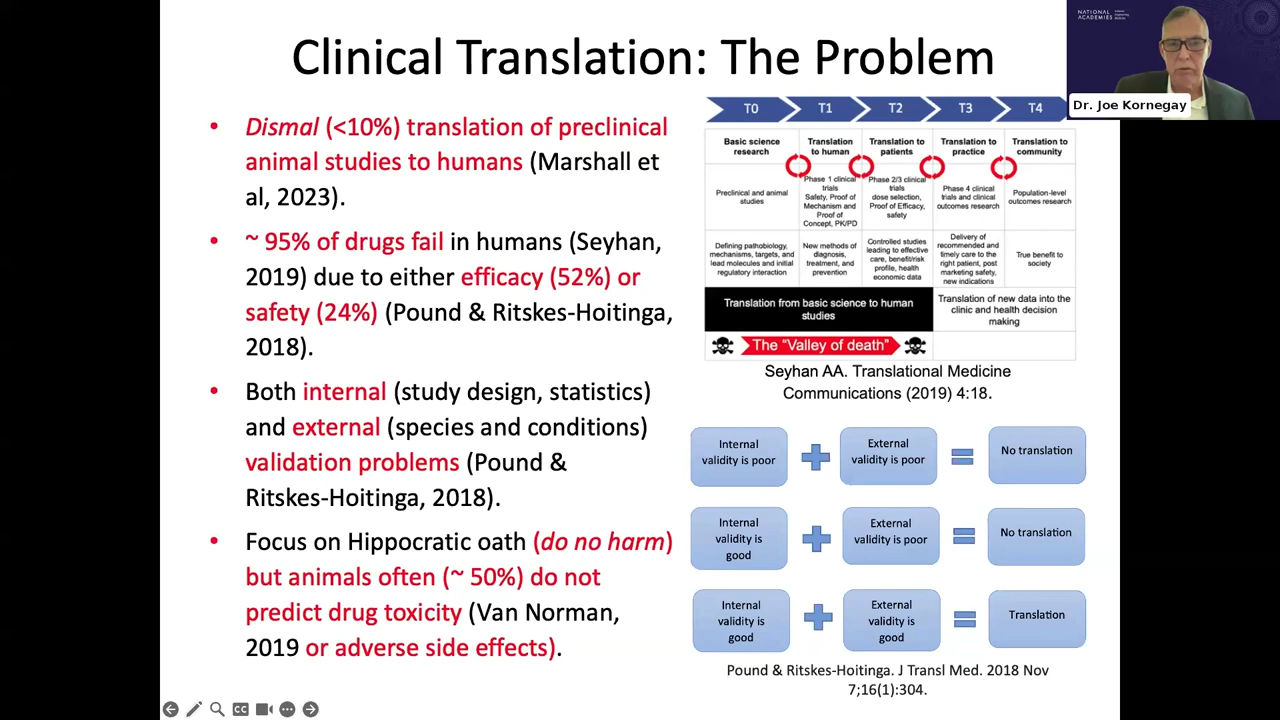 Clinical Translation: The Problem
NATIONAL
ACADEMIES
Sciences
Engineering
Medicine
Dr. Joe Kornegay
• Dismal (<10%) translation of preclinical
animal studies to humans (Marshall et
al, 2023).
• ~ 95% of drugs fail in humans (Seyhan,
2019) due to either efficacy (52%) or
safety (24%) (Pound & Ritskes-Hoitinga,
2018).
• Both internal (study design, statistics)
and external (species and conditions)
validation problems (Pound &
Ritskes-Hoitinga, 2018).
• Focus on Hippocratic oath (do no harm)
but animals often (~ 50%) do not
predict drug toxicity (Van Norman,
2019 or adverse side effects).
T0 T1 T2 T3 T4
Basic science
research
Translation
to human
Translation to
patients
Translation to
practice
Translation to
community
Preclinical and animal
studies
Phase 1 clinical
trials
Safety, Proof of
Mechanism and
Proof of
Concept, PK/PD
Phase 2/3 clinical
trials
dose selection,
Proof of Efficacy,
safety
Phase 4 clinical
trials and clinical
outcomes research
Population-level
outcomes research
Defining pathobiology,
mechanisms, targets, and
lead molecules and initial
regulatory interaction
New methods of
diagnosis,
treatment, and
prevention
Controlled studies
leading to effective
care, benefit/risk
profile, health
economic data
Delivery of
recommended and
timely care to the
right patient, post
marketing safety,
new indications
True benefit to
society
Translation from basic science to human
studies
Translation of new data into the
clinic and health decision
making
The "Valley of death"
Seyhan AA. Translational Medicine
Communications (2019) 4:18.
Internal
validity is poor
External
validity is poor
No translation
Internal
validity is
good
External
validity is poor
No translation
Internal
validity is
good
External
validity is
good
Translation
Pound & Ritskes-Hoitinga. J Transl Med. 2018 Nov
7;16(1):304.
CC